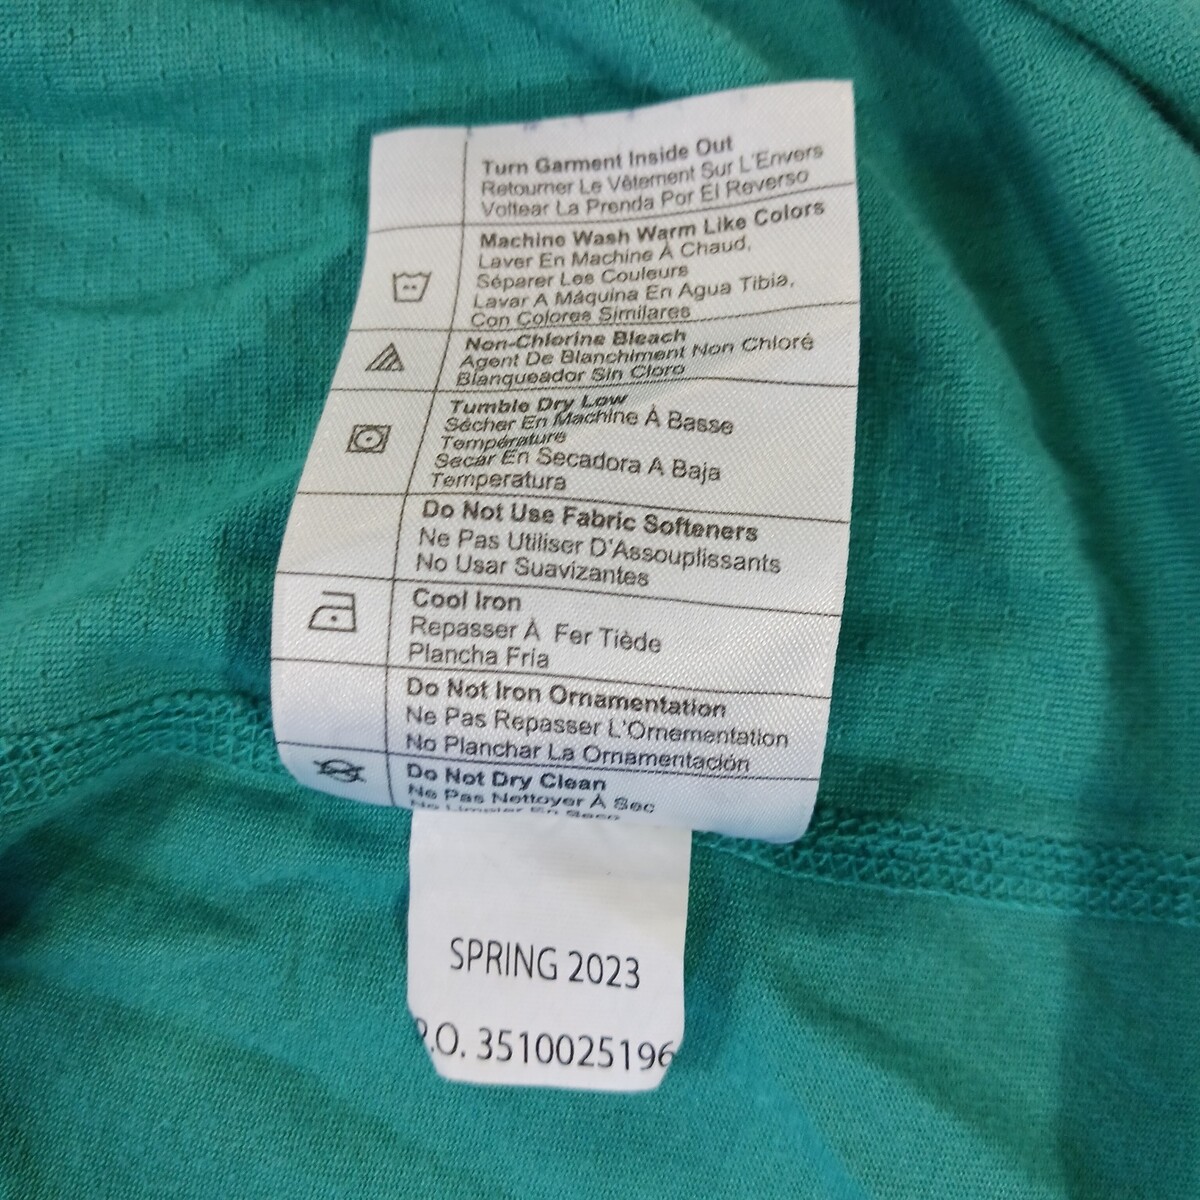 Turn Garment Inside Out
Retourner Le Vêtement Sur L'Envers
Voltear La Prenda Por El Reverso
Machine Wash Warm Like Colors
Laver En Machine À Chaud,
Séparer Les Couleurs
Lavar A Máquina En Agua Tibia,
Con Colores Similares
Non-Chlorine Bleach
Agent De Blanchiment Non Chloré
Blanqueador Sin Cloro
Tumble Dry Low
Sécher En Machine À Basse
Température
Secar En Secadora A Baja
Temperatura
Do Not Use Fabric Softeners
Ne Pas Utiliser D'Assouplissants
No Usar Suavizantes
Cool Iron
Repasser À Fer Tiède
Plancha Fría
Do Not Iron Ornamentation
Ne Pas Repasser L'Ornementation
No Planchar La Ornamentación
Do Not Dry Clean
Ne Pas Nettoyer À Sec
No Limpiar En Seco
SPRING 2023
P.O. 3510025196